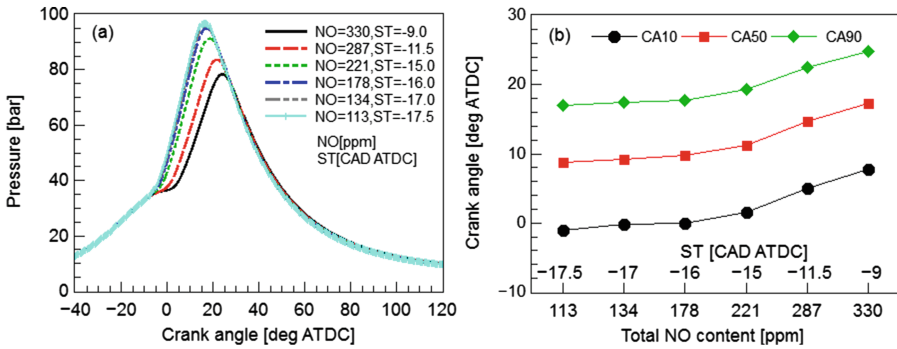 (a)
NO=330,ST=-9.0
NO=287,ST=-11.5
NO=221,ST=-15.0
NO=178,ST=-16.0
NO=134,ST=-17.0
NO=113,ST=-17.5
NO[ppm]
ST[CAD ATDC]
Pressure [bar]
100
80
60
40
20
0
−40 −20 0 20 40 60 80 100 120
Crank angle [deg ATDC]
(b)
CA10 CA50 CA90
Crank angle [deg ATDC]
30
20
10
0
−10
ST [CAD ATDC]
−17.5 −17 −16 −15 −11.5 −9
113 134 178 221 287 330
Total NO content [ppm]